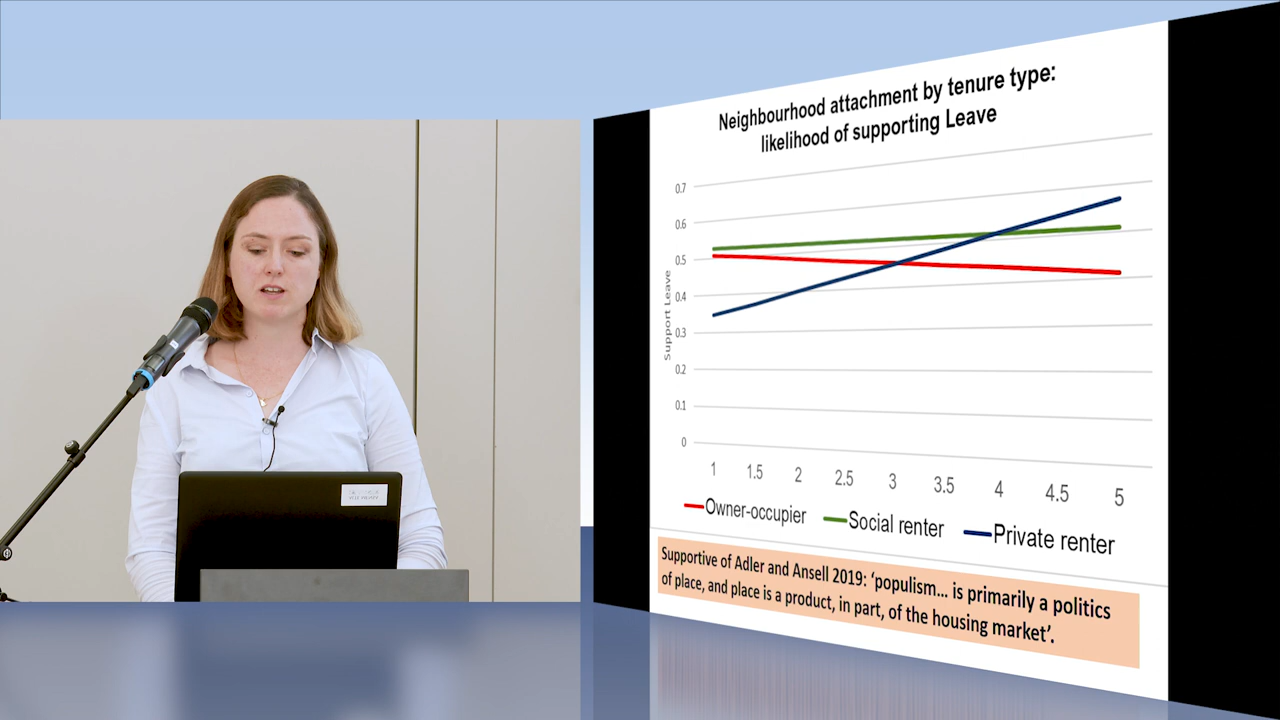 Neighbourhood attachment by tenure type:
likelihood of supporting Leave
0.7
0.6
0.5
0.4
0.3
0.2
0.1
0
Support Leave
1 1.5 2 2.5 3 3.5 4 4.5 5
Owner-occupier Social renter Private renter
Supportive of Adler and Ansell 2019: ‘populism... is primarily a politics
of place, and place is a product, in part, of the housing market’.